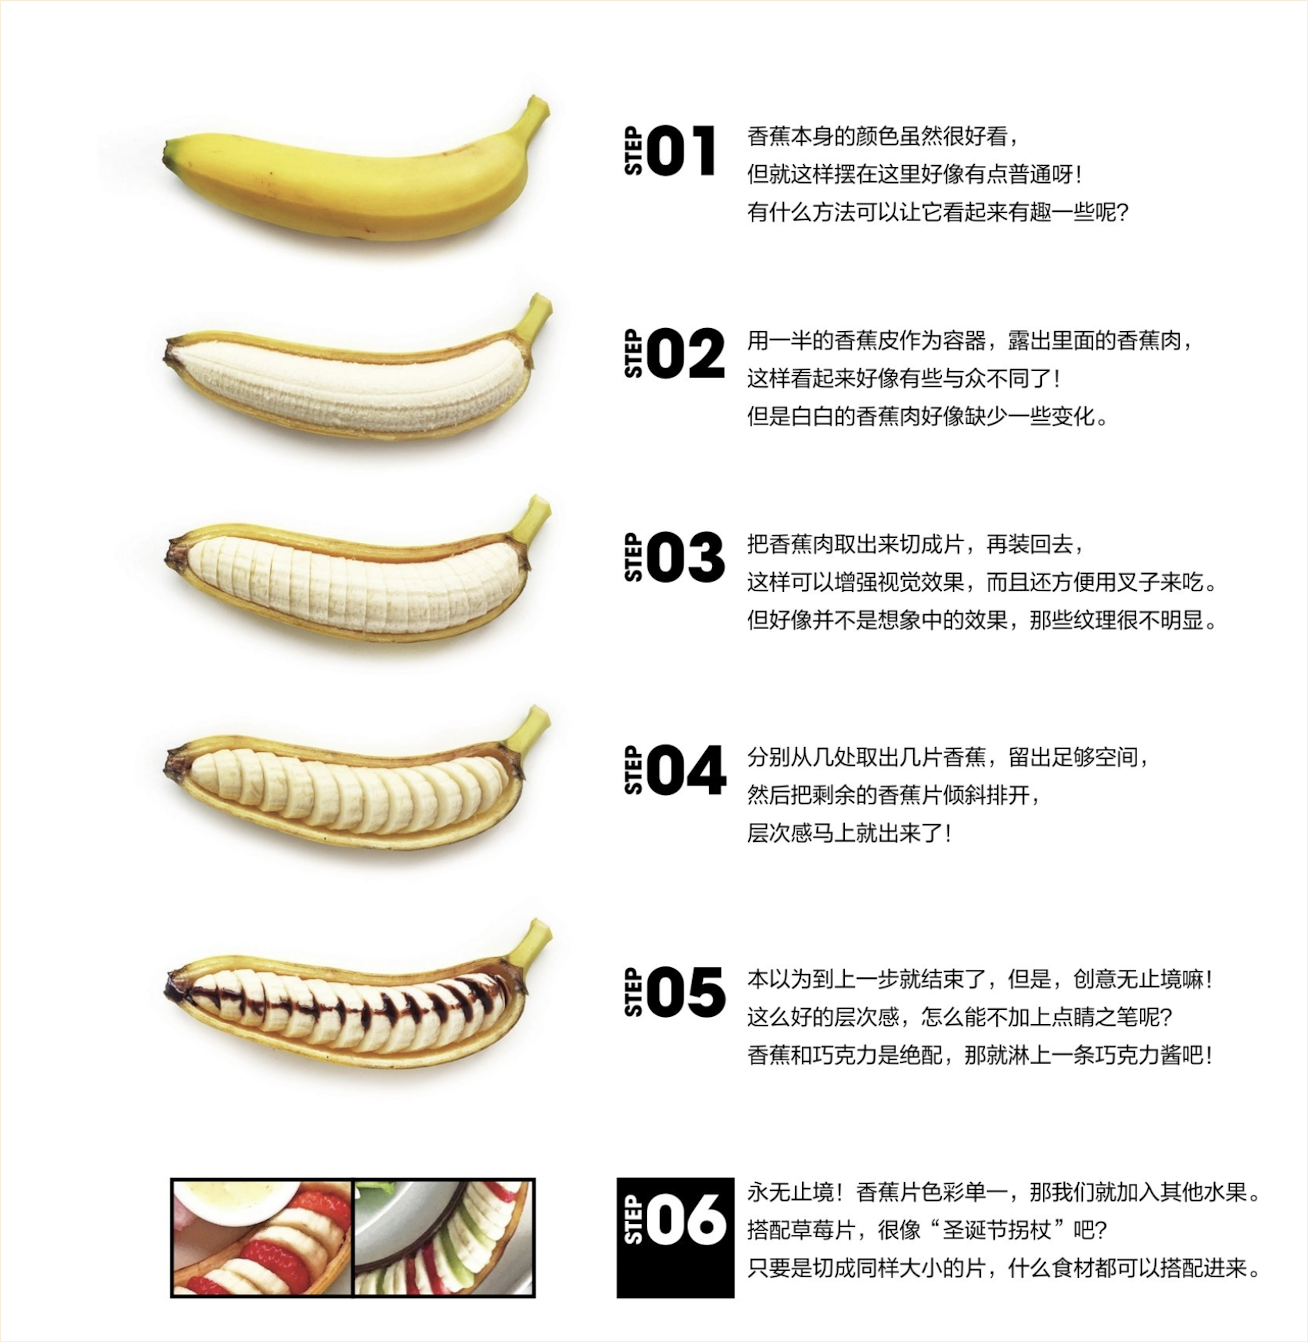 STEP 01
香蕉本身的颜色虽然很好看，
但就这样摆在这里好像有点普通呀！
有什么方法可以让它看起来有趣一些呢？
STEP 02
用一半的香蕉皮作为容器，露出里面的香蕉肉，
这样看起来好像有些与众不同了！
但是白白的香蕉肉好像缺少一些变化。
STEP 03
把香蕉肉取出来切成片，再装回去，
这样可以增强视觉效果，而且还方便用叉子来吃。
但好像并不是想象中的效果，那些纹理很不明显。
STEP 04
分别从几处取出几片香蕉，留出足够空间，
然后把剩余的香蕉片倾斜排开，
层次感马上就出来了！
STEP 05
本以为到上一步就结束了，但是，创意无止境嘛！
这么好的层次感，怎么能不加上点睛之笔呢？
香蕉和巧克力是绝配，那就淋上一条巧克力酱吧！
STEP 06
永无止境！香蕉片色彩单一，那我们就加入其他水果。
搭配草莓片，很像“圣诞节拐杖”吧？
只要是切成同样大小的片，什么食材都可以搭配进来。